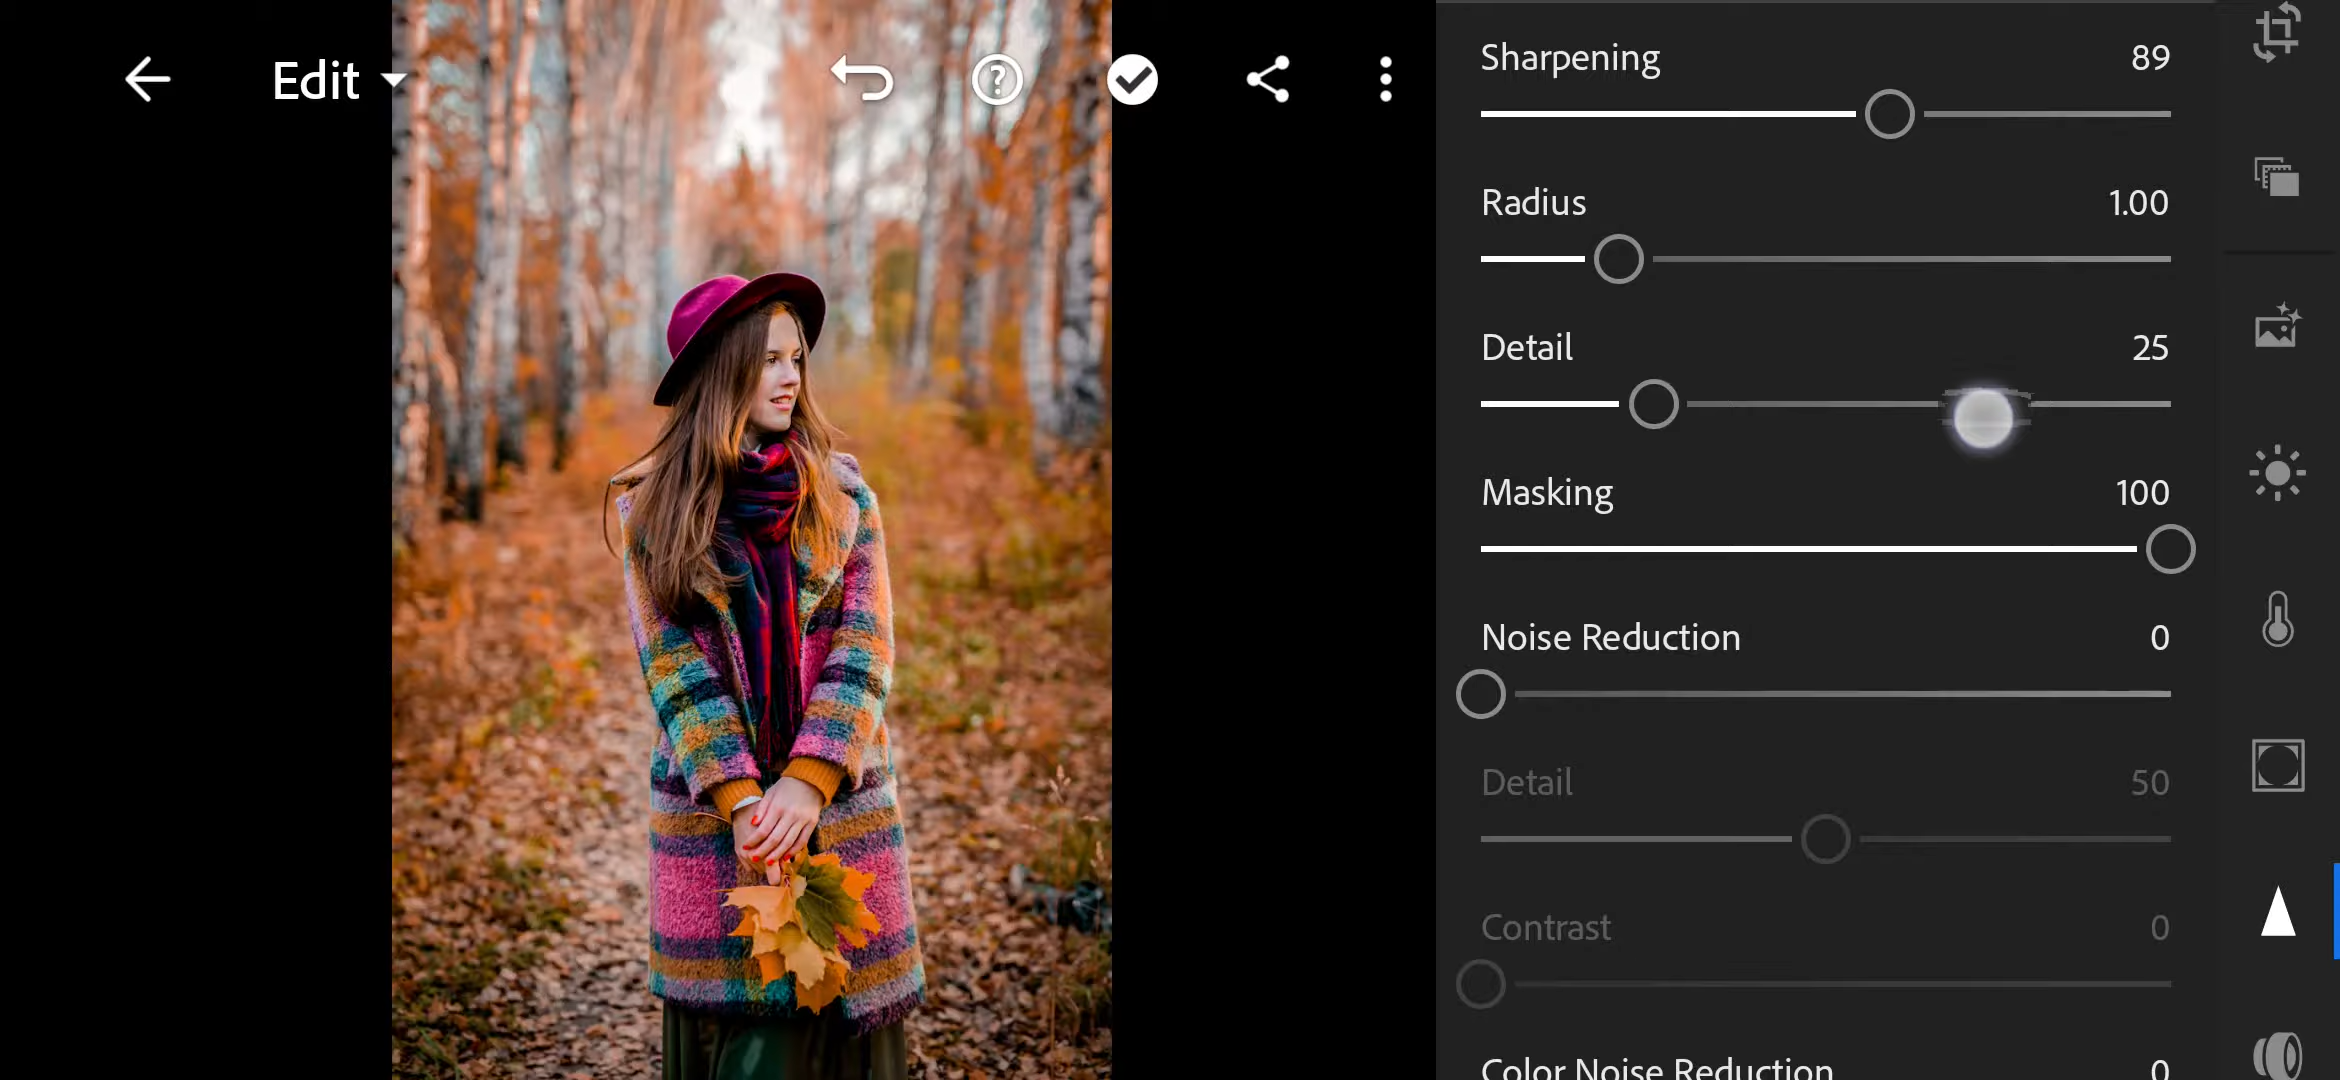 Edit
Sharpening 89
Radius 1.00
Detail 25
Masking 100
Noise Reduction 0
Detail 50
Contrast 0
Color Noise Reduction 0